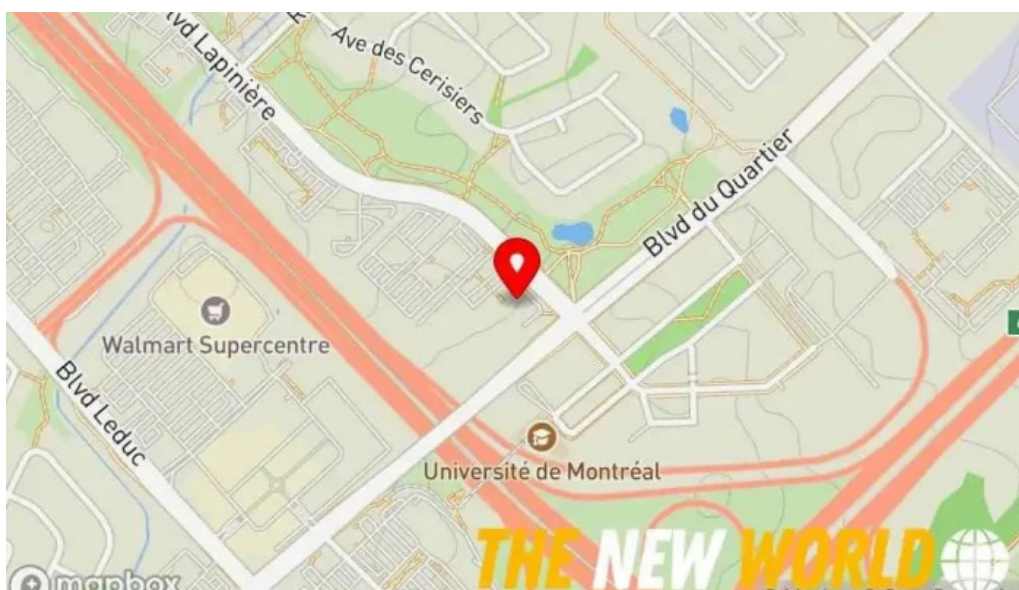 Blvd Lapinière
Ave des Cerisiers
Blvd du Quartier
Walmart Supercentre
Blvd Leduc
Université de Montréal
THE NEW WORLD
mapbox